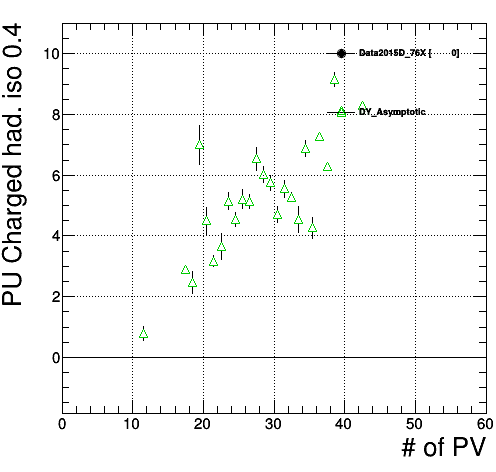 PU Charged had. iso 0.4
10
Data2015D_76X [ 0]
8
DY_Asymptotic
6
4
2
0
0 10 20 30 40 50 60
# of PV